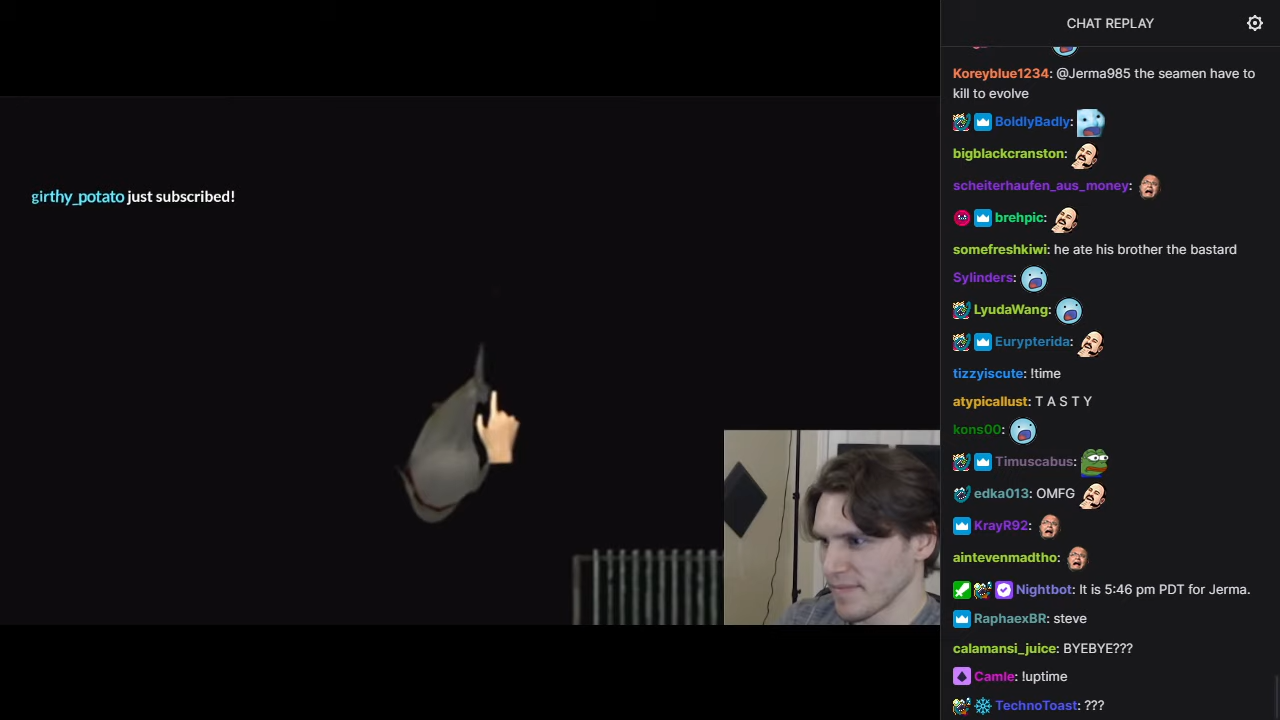 CHAT REPLAY
girthy_potato just subscribed!
Koreyblue1234: @Jerma985 the seamen have to
kill to evolve
BoldlyBadly:
bigblackcranston:
scheiterhaufen_aus_money:
brehpic:
somefreshkiwi: he ate his brother the bastard
Sylinders:
LyudaWang:
Eurypterida:
tizzyiscute: !time
atypicallust: T A S T Y
kons00:
Timuscabus:
edka013: OMFG
KrayR92:
aintevenmadtho:
Nightbot: It is 5:46 pm PDT for Jerma.
RaphaexBR: steve
calamansi_juice: BYEBYE???
Camle: !uptime
TechnoToast: ???